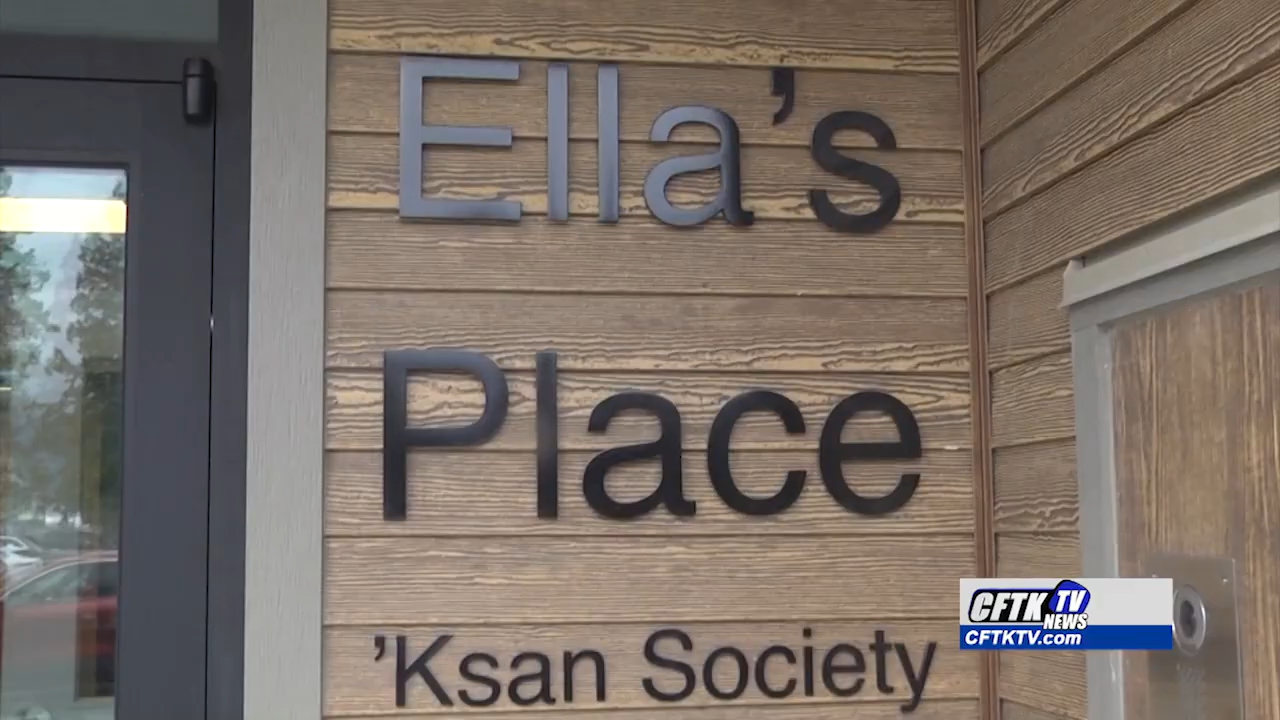 Ella's
Place
'Ksan Society
CFTK TV
NEWS
CFTKTV.com